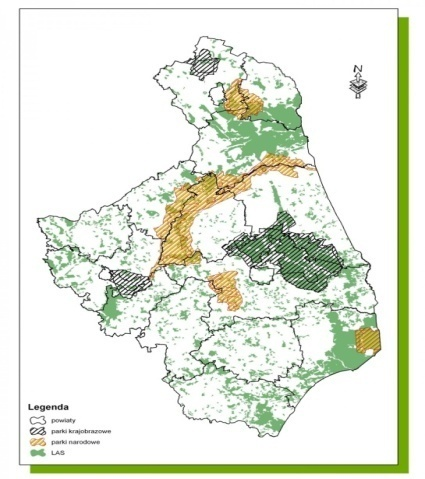 N
Legenda
powiaty
parki krajobrazowe
parki narodowe
LAS